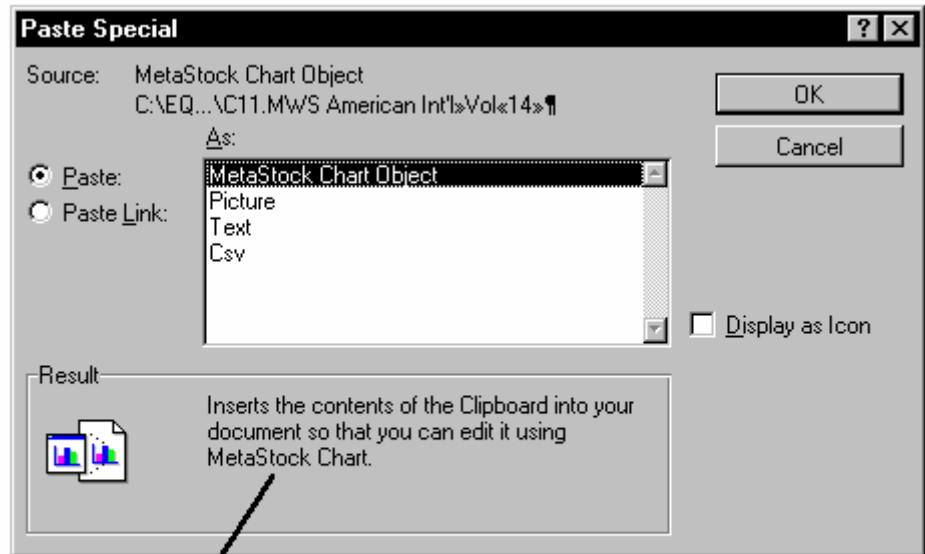 Paste Special
Source: MetaStock Chart Object
C:\EQ...\C11.MWS American Int'l»Vol«14»¶
As:
Paste:
Paste Link:
MetaStock Chart Object
Picture
Text
Csv
OK
Cancel
Display as Icon
Result
Inserts the contents of the Clipboard into your
document so that you can edit it using
MetaStock Chart.